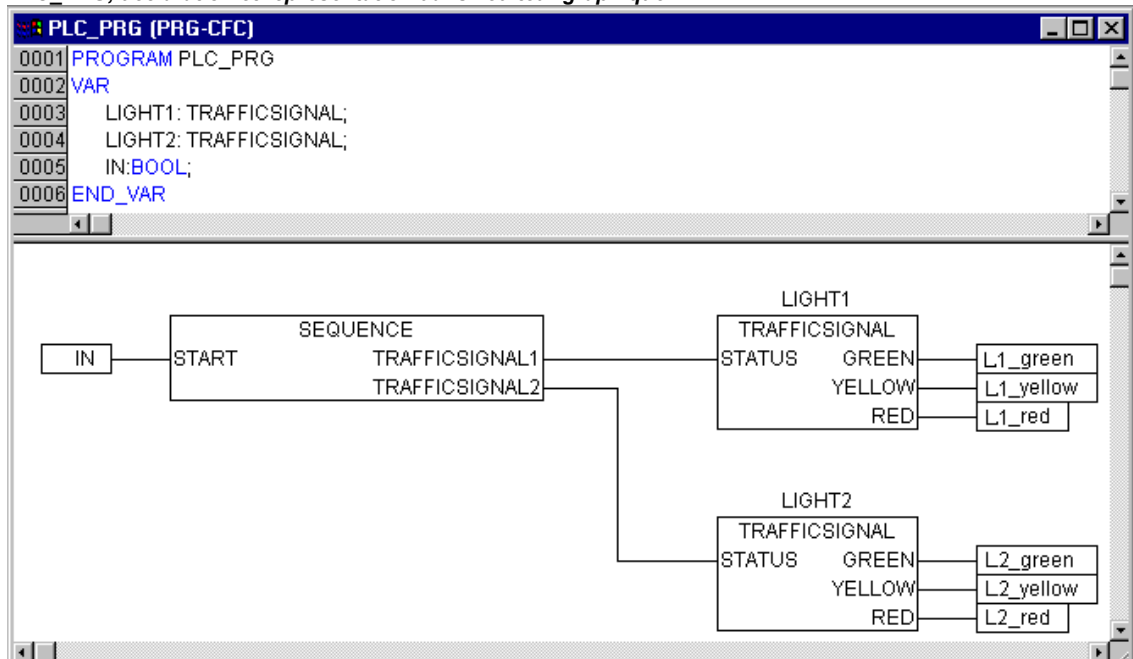 PLC_PRG (PRG-CFC)
0001 PROGRAM PLC_PRG
0002 VAR
0003 LIGHT1: TRAFFICSIGNAL;
0004 LIGHT2: TRAFFICSIGNAL;
0005 IN:BOOL;
0006 END_VAR
LIGHT1
SEQUENCE
TRAFFICSIGNAL
IN
START TRAFFICSIGNAL1
STATUS GREEN L1_green
TRAFFICSIGNAL2
YELLOW L1_yellow
RED L1_red
LIGHT2
TRAFFICSIGNAL
STATUS GREEN L2_green
YELLOW L2_yellow
RED L2_red